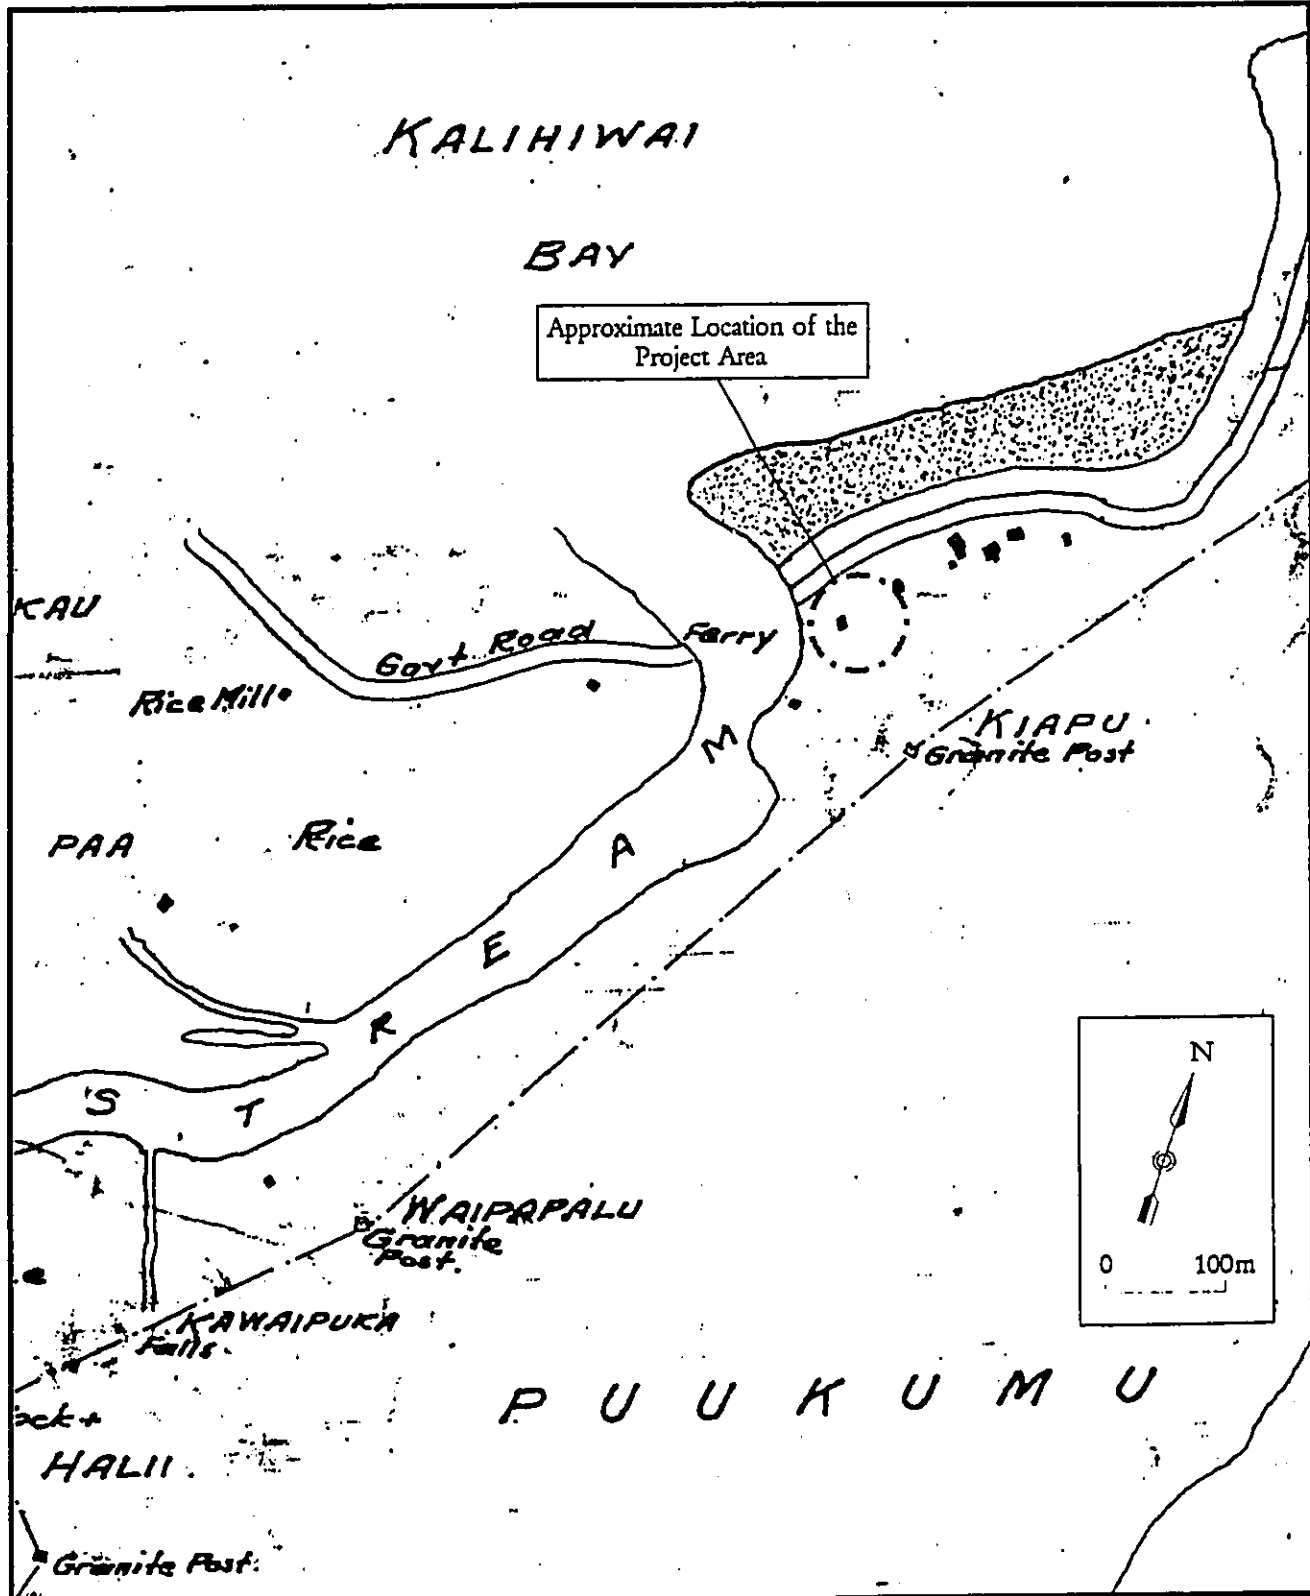 KALIHIWAI
BAY
Approximate Location of the
Project Area
KAU
Govt Road
Ferry
Rice Mill
KIAPU
Granite Post
PAA
Rice
STREAM
N
0 100m
WAIPAPALU
Granite
Post.
KAWAIPUKA
Falls.
PUUKUMU
HALII.
Granite Post.